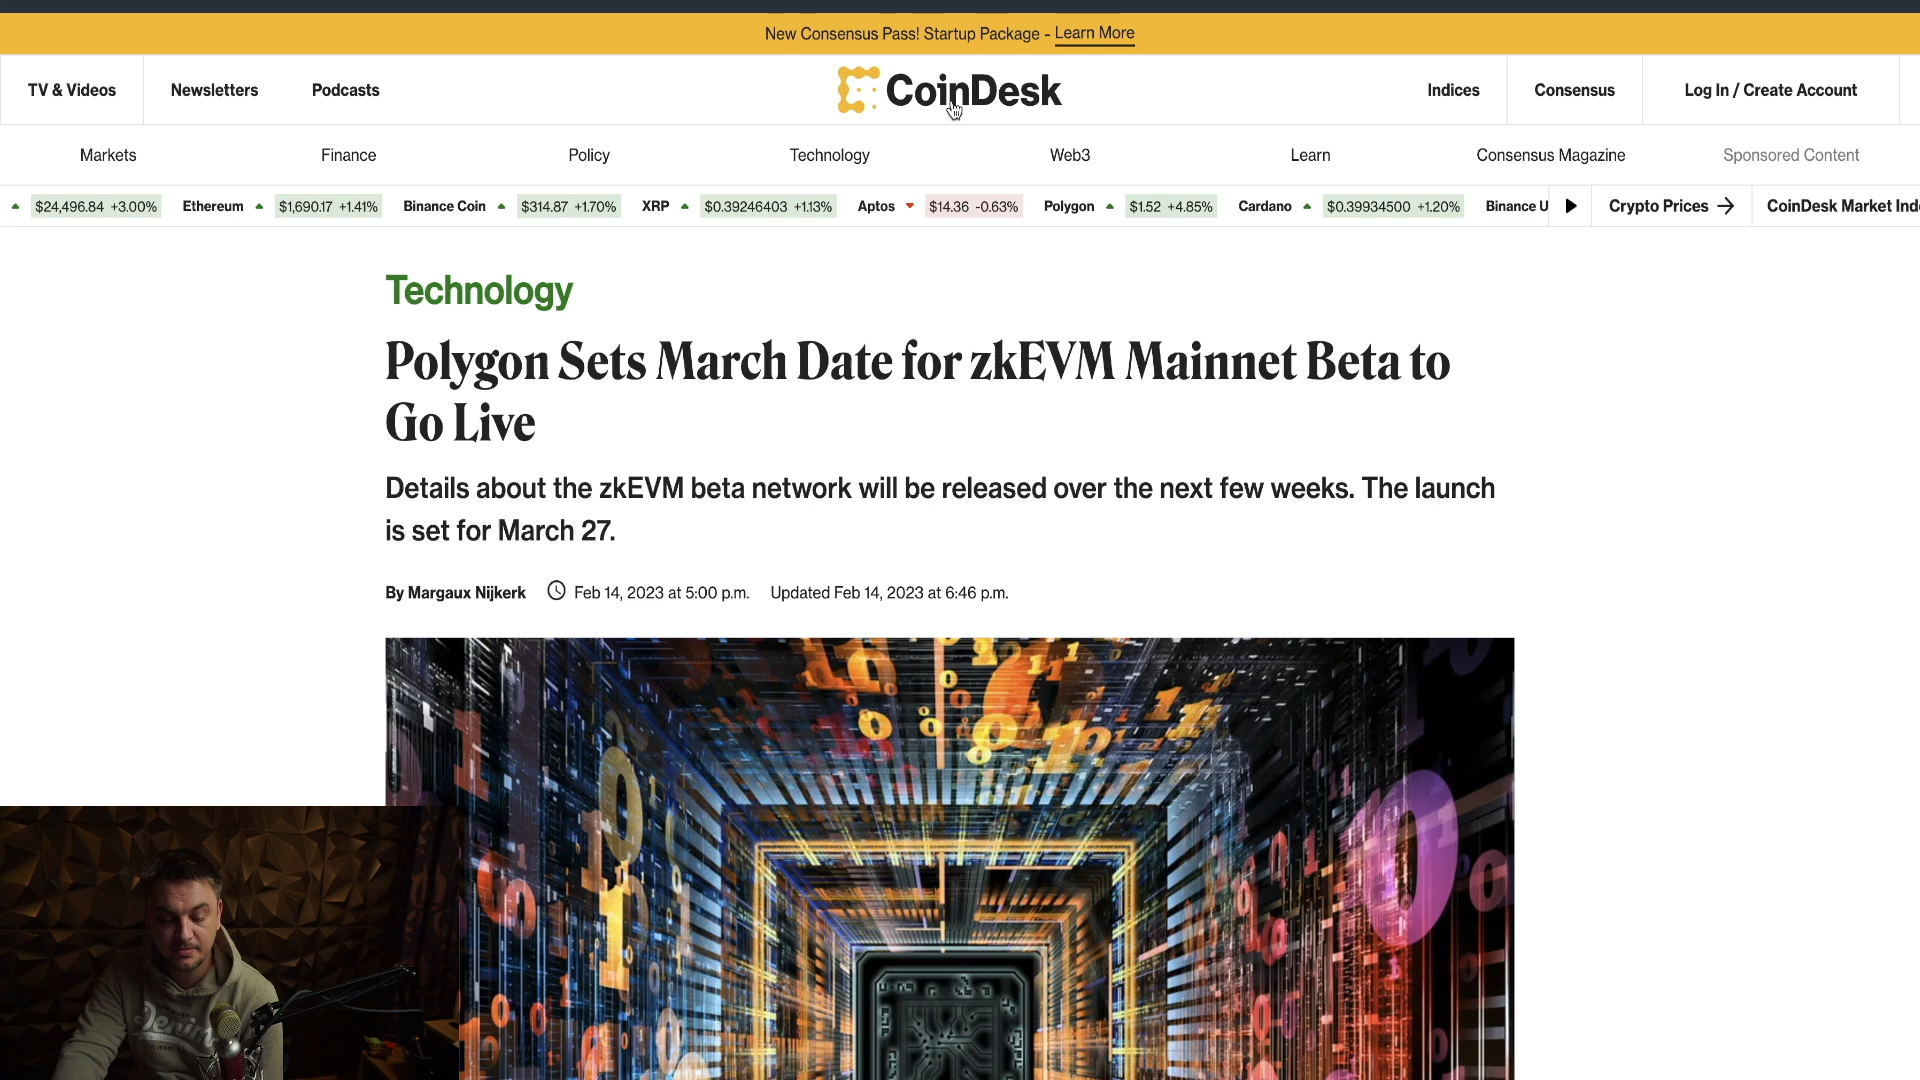 New Consensus Pass! Startup Package - Learn More
TV & Videos
Newsletters
Podcasts
CoinDesk
Indices
Consensus
Log In / Create Account
Markets
Finance
Policy
Technology
Web3
Learn
Consensus Magazine
Sponsored Content
$24,496.84 +3.00% Ethereum $1,690.17 +1.41% Binance Coin $314.87 +1.70% XRP $0.39246403 +1.13% Aptos $14.36 -0.63% Polygon $1.52 +4.85% Cardano $0.39934500 +1.20% Binance U
Crypto Prices →
CoinDesk Market Ind
Technology
Polygon Sets March Date for zkEVM Mainnet Beta to
Go Live
Details about the zkEVM beta network will be released over the next few weeks. The launch
is set for March 27.
By Margaux Nijkerk Feb 14, 2023 at 5:00 p.m. Updated Feb 14, 2023 at 6:46 p.m.
Denim